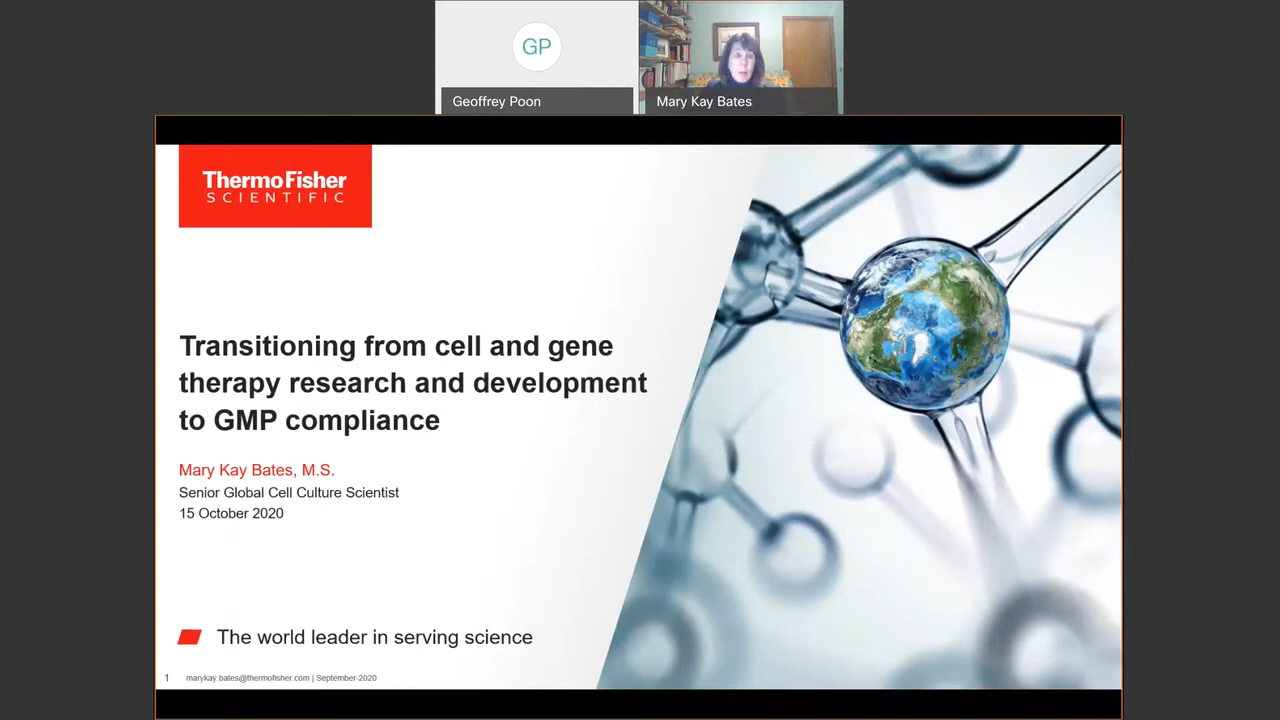 GP
Geoffrey Poon
Mary Kay Bates
ThermoFisher
SCIENTIFIC
Transitioning from cell and gene
therapy research and development
to GMP compliance
Mary Kay Bates, M.S.
Senior Global Cell Culture Scientist
15 October 2020
The world leader in serving science
1 marykay.bates@thermofisher.com | September-2020